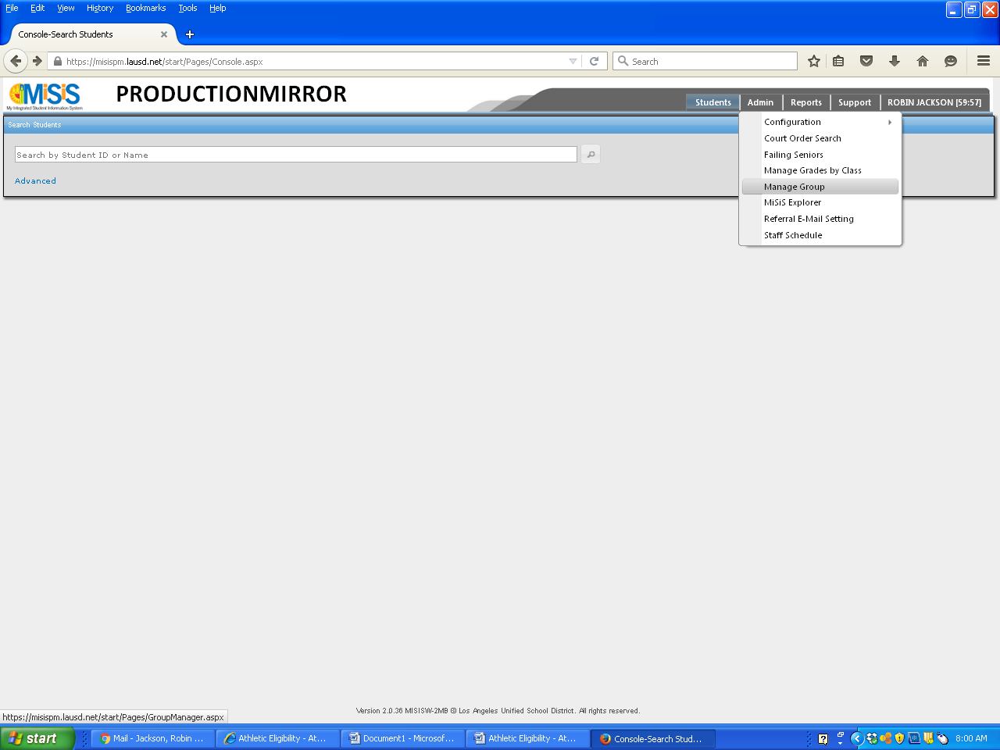 File Edit View History Bookmarks Tools Help
Console-Search Students
https://misispm.lausd.net/start/Pages/Console.aspx
Search
MiSiS
My Integrated Student Information System
PRODUCTIONMIRROR
Students Admin Reports Support ROBIN JACKSON [59:57]
Search Students
Search by Student ID or Name
Advanced
Configuration
Court Order Search
Failing Seniors
Manage Grades by Class
Manage Group
MiSiS Explorer
Referral E-Mail Setting
Staff Schedule
Version 2.0.36 MISISW-2MB © Los Angeles Unified School District. All rights reserved.
https://misispm.lausd.net/start/Pages/GroupManager.aspx
start Mail - Jackson, Robin ... Athletic Eligibility - At... Document1 - Microsof... Athletic Eligibility - At... Console-Search Stud... 8:00 AM